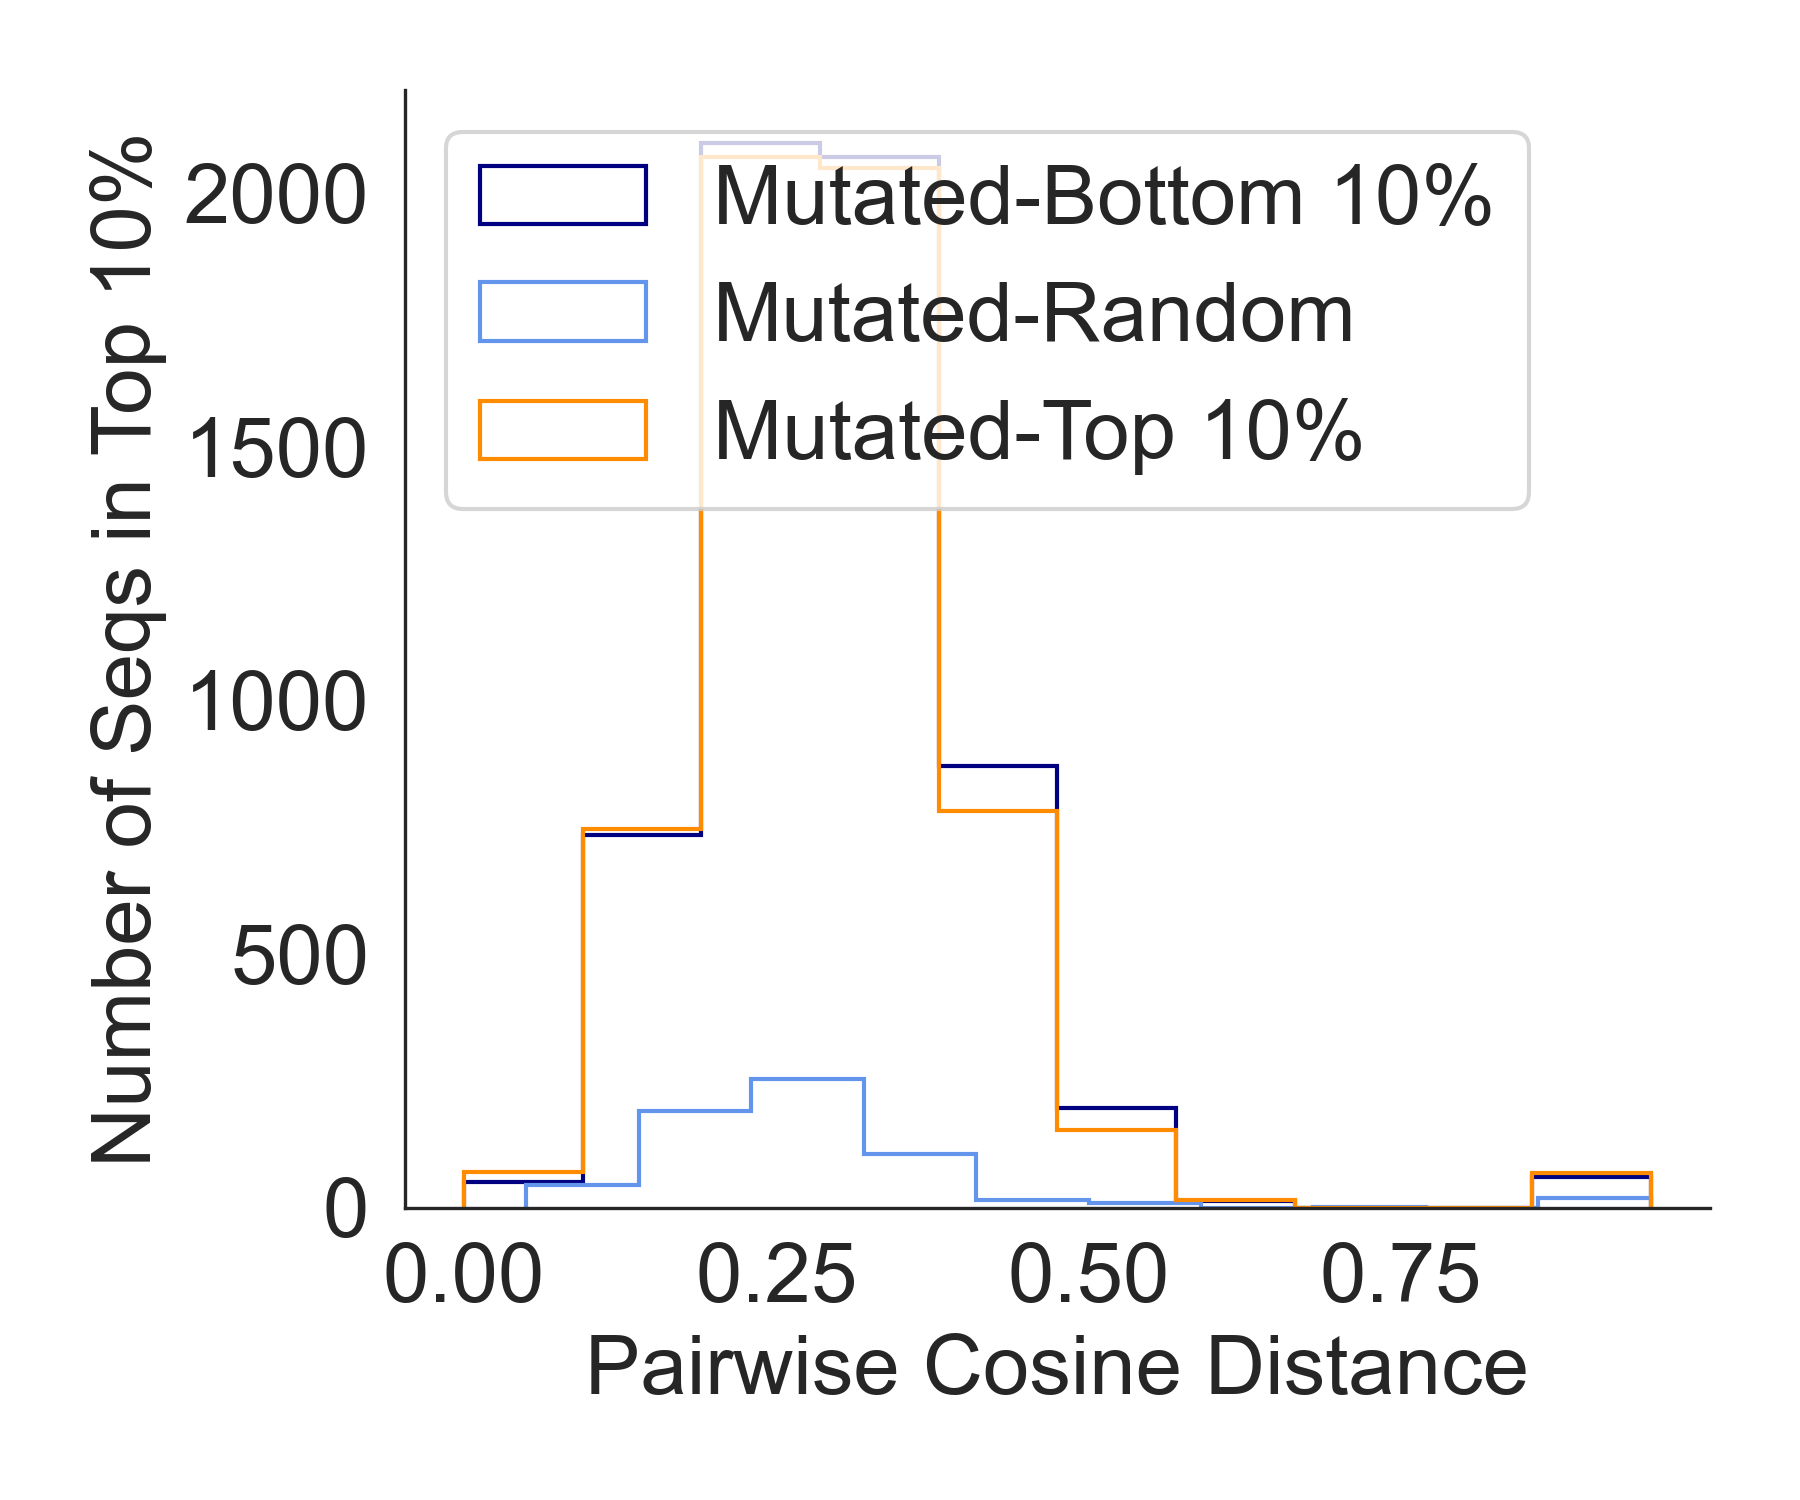 Number of Seqs in Top 10%
2000
1500
1000
500
0
Mutated-Bottom 10%
Mutated-Random
Mutated-Top 10%
0.00 0.25 0.50 0.75
Pairwise Cosine Distance